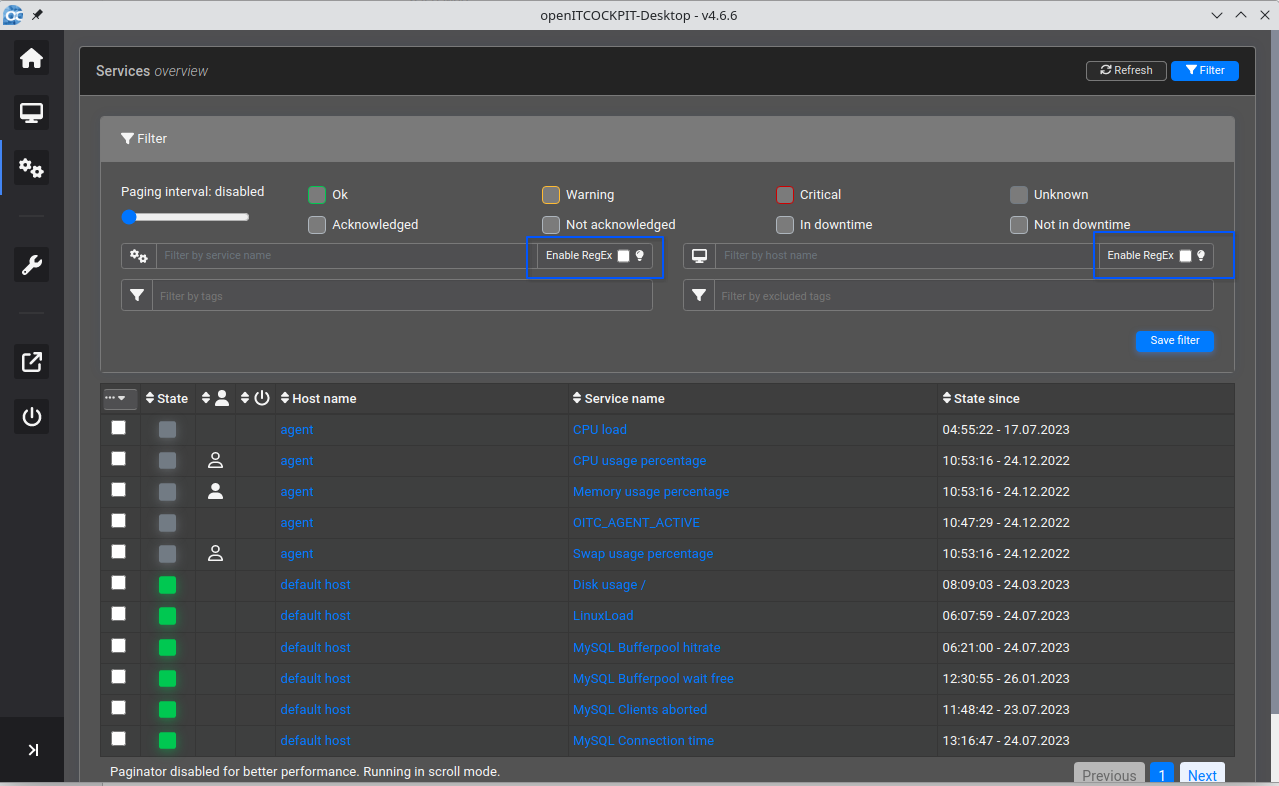 openITCOCKPIT-Desktop - v4.6.6
Services overview
Refresh
Filter
Filter
Paging interval: disabled
Ok
Warning
Critical
Unknown
Acknowledged
Not acknowledged
In downtime
Not in downtime
Filter by service name
Enable RegEx
Filter by host name
Enable RegEx
Filter by tags
Filter by excluded tags
Save filter
State Host name Service name State since
agent CPU load 04:55:22 - 17.07.2023
agent CPU usage percentage 10:53:16 - 24.12.2022
agent Memory usage percentage 10:53:16 - 24.12.2022
agent OITC_AGENT_ACTIVE 10:47:29 - 24.12.2022
agent Swap usage percentage 10:53:16 - 24.12.2022
default host Disk usage / 08:09:03 - 24.03.2023
default host LinuxLoad 06:07:59 - 24.07.2023
default host MySQL Bufferpool hitrate 06:21:00 - 24.07.2023
default host MySQL Bufferpool wait free 12:30:55 - 26.01.2023
default host MySQL Clients aborted 11:48:42 - 23.07.2023
default host MySQL Connection time 13:16:47 - 24.07.2023
Paginator disabled for better performance. Running in scroll mode.
Previous 1 Next